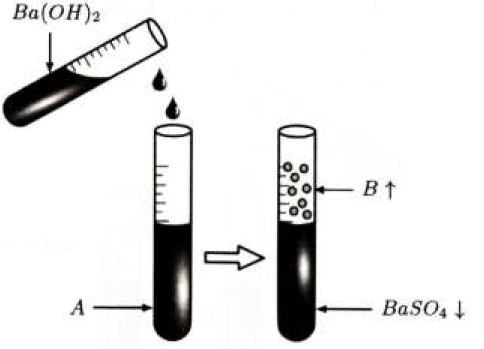 Ba(OH)₂
B ↑
A
BaSO₄ ↓